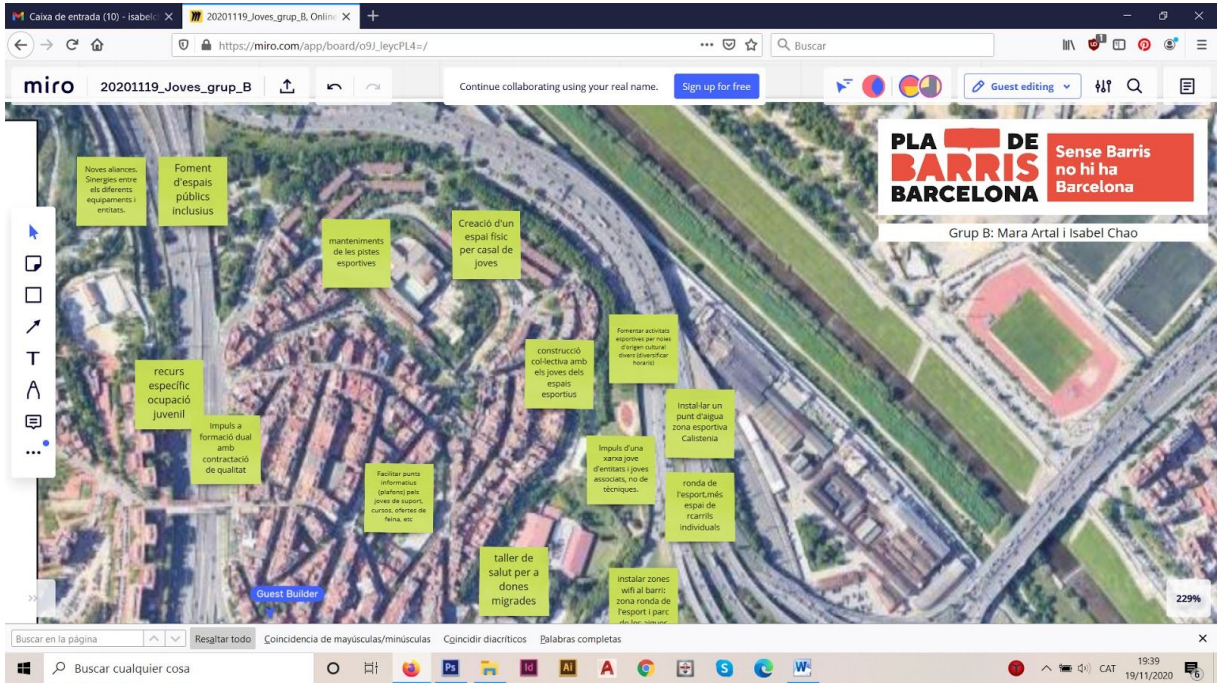 Caixa de entrada (10) - isabelc
20201119_Joves_grup_B, Online
https://miro.com/app/board/o9J_leycPL4=/
Buscar
miro
20201119_Joves_grup_B
Continue collaborating using your real name.
Sign up for free
Guest editing
PLA DE
BARRIS
BARCELONA
Sense Barris
no hi ha
Barcelona
Grup B: Mara Artal i Isabel Chao
Noves aliances.
Sinergies entre
els diferents
equipaments i
entitats.
Foment
d'espais
públics
inclusius
manteniments
de les pistes
esportives
Creació d'un
espai físic
per casal de
joves
recurs
específic
ocupació
juvenil
Impuls a
formació dual
amb
contractació
de qualitat
construcció
col·lectiva amb
els joves dels
espais
esportius
Fomentar activitats
esportives per noies
d'origen cultural
divers (diversificar
horaris)
Instal·lar un
punt d'aigua
zona esportiva
Calistenia
Impuls d'una
xarxa jove
d'entitats i joves
associats, no de
tècniques.
Facilitar punts
informatius
(plafons) pels
joves de suport,
cursos, ofertes de
feina, etc
ronda de
l'esport,més
espai de
rcarrils
individuals
taller de
salut per a
dones
migrades
instalar zones
wifi al barri:
zona ronda de
l'esport i parc
de les aigues
Guest Builder
229%
Buscar en la página
Resaltar todo
Coincidencia de mayúsculas/minúsculas
Coincidir diacríticos
Palabras completas
Buscar cualquier cosa
CAT
19:39
19/11/2020